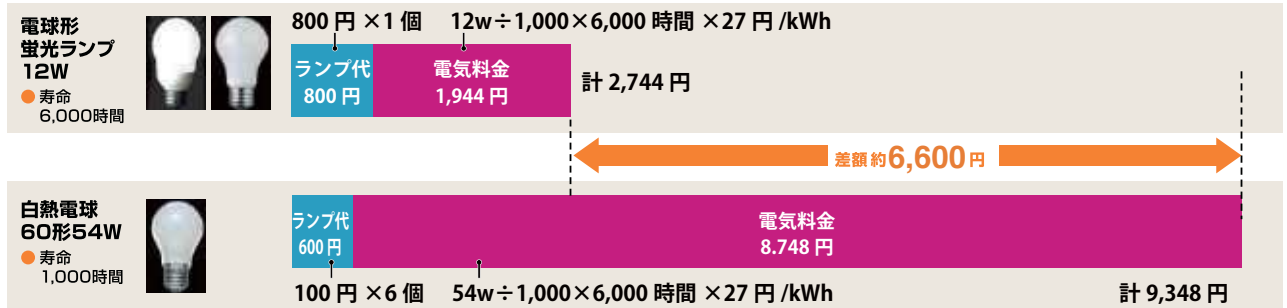 電球形
蛍光ランプ
12W
● 寿命
6,000時間
800 円 ×1 個 12w÷1,000×6,000 時間 ×27 円 /kWh
ランプ代
800 円
電気料金
1,944 円
計 2,744 円
差額 約6,600円
白熱電球
60形54W
● 寿命
1,000時間
ランプ代
600 円
電気料金
8.748 円
100 円 ×6 個 54w÷1,000×6,000 時間 ×27 円 /kWh
計 9,348 円